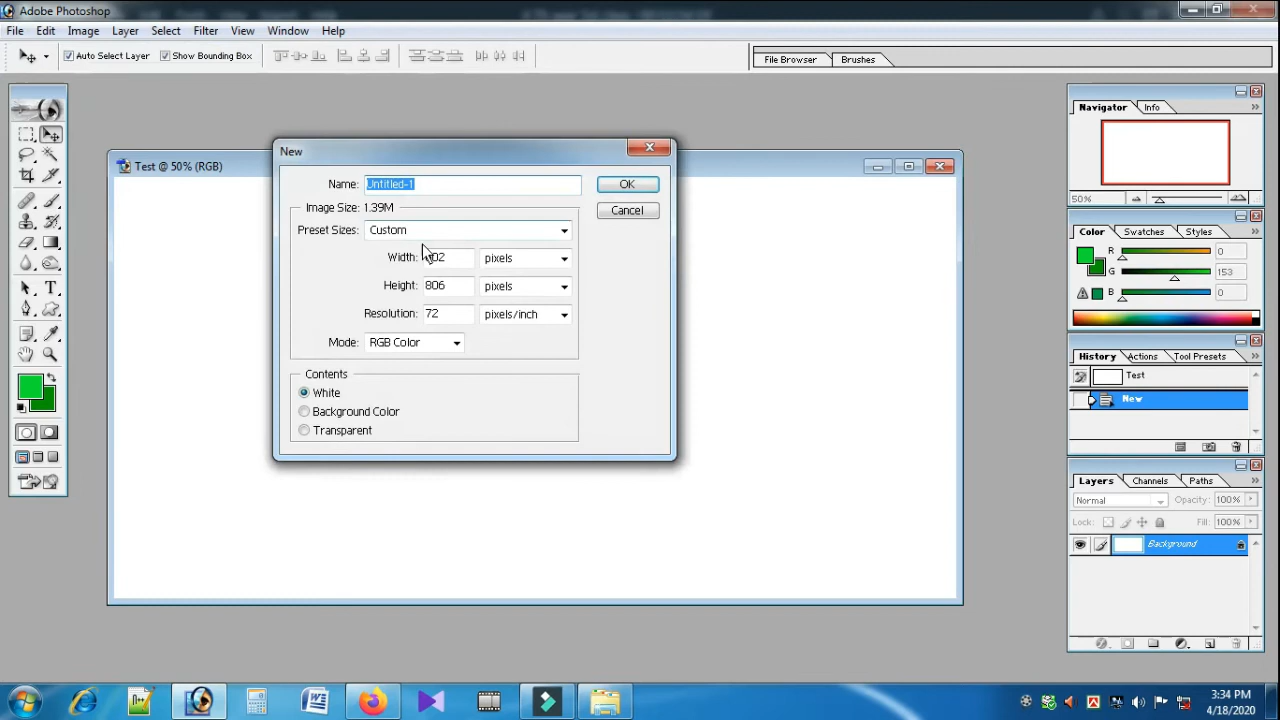 Adobe Photoshop
File Edit Image Layer Select Filter View Window Help
Auto Select Layer Show Bounding Box File Browser Brushes
Navigator Info
50%
Color Swatches Styles
R 0
G 153
B 0
History Actions Tool Presets
Test
New
Layers Channels Paths
Normal Opacity: 100%
Lock: Fill: 100%
Background
Test @ 50% (RGB)
New
Name: Untitled-1 OK
Image Size: 1.39M Cancel
Preset Sizes: Custom
Width: 02 pixels
Height: 806 pixels
Resolution: 72 pixels/inch
Mode: RGB Color
Contents
White
Background Color
Transparent
3:34 PM
4/18/2020